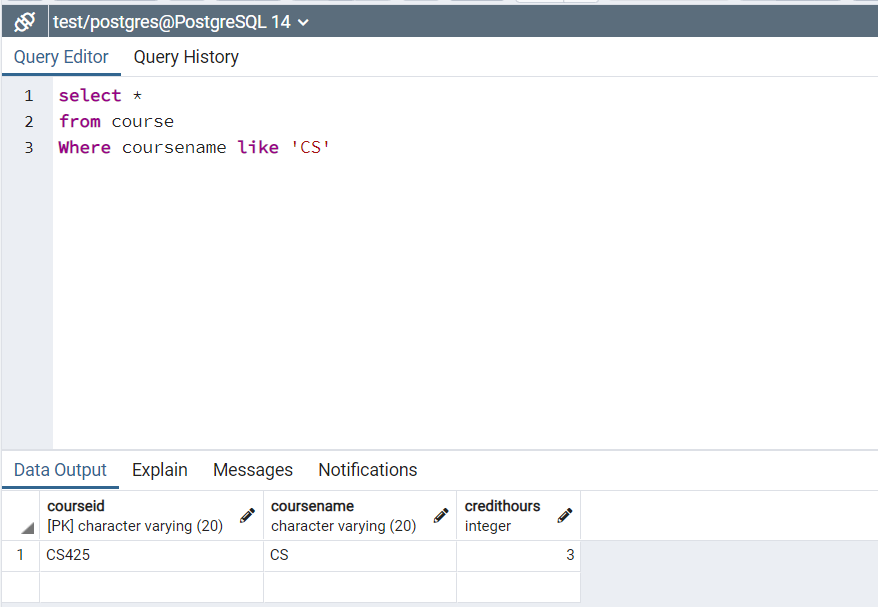 test/postgres@PostgreSQL 14
Query Editor Query History
1 select *
2 from course
3 Where coursename like 'CS'
Data Output Explain Messages Notifications
courseid coursename credithours
[PK] character varying (20) character varying (20) integer
1 CS425 CS 3